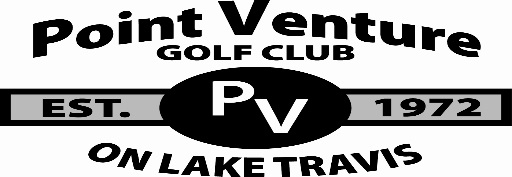 Point Venture
GOLF CLUB
EST. PV 1972
ON LAKE TRAVIS